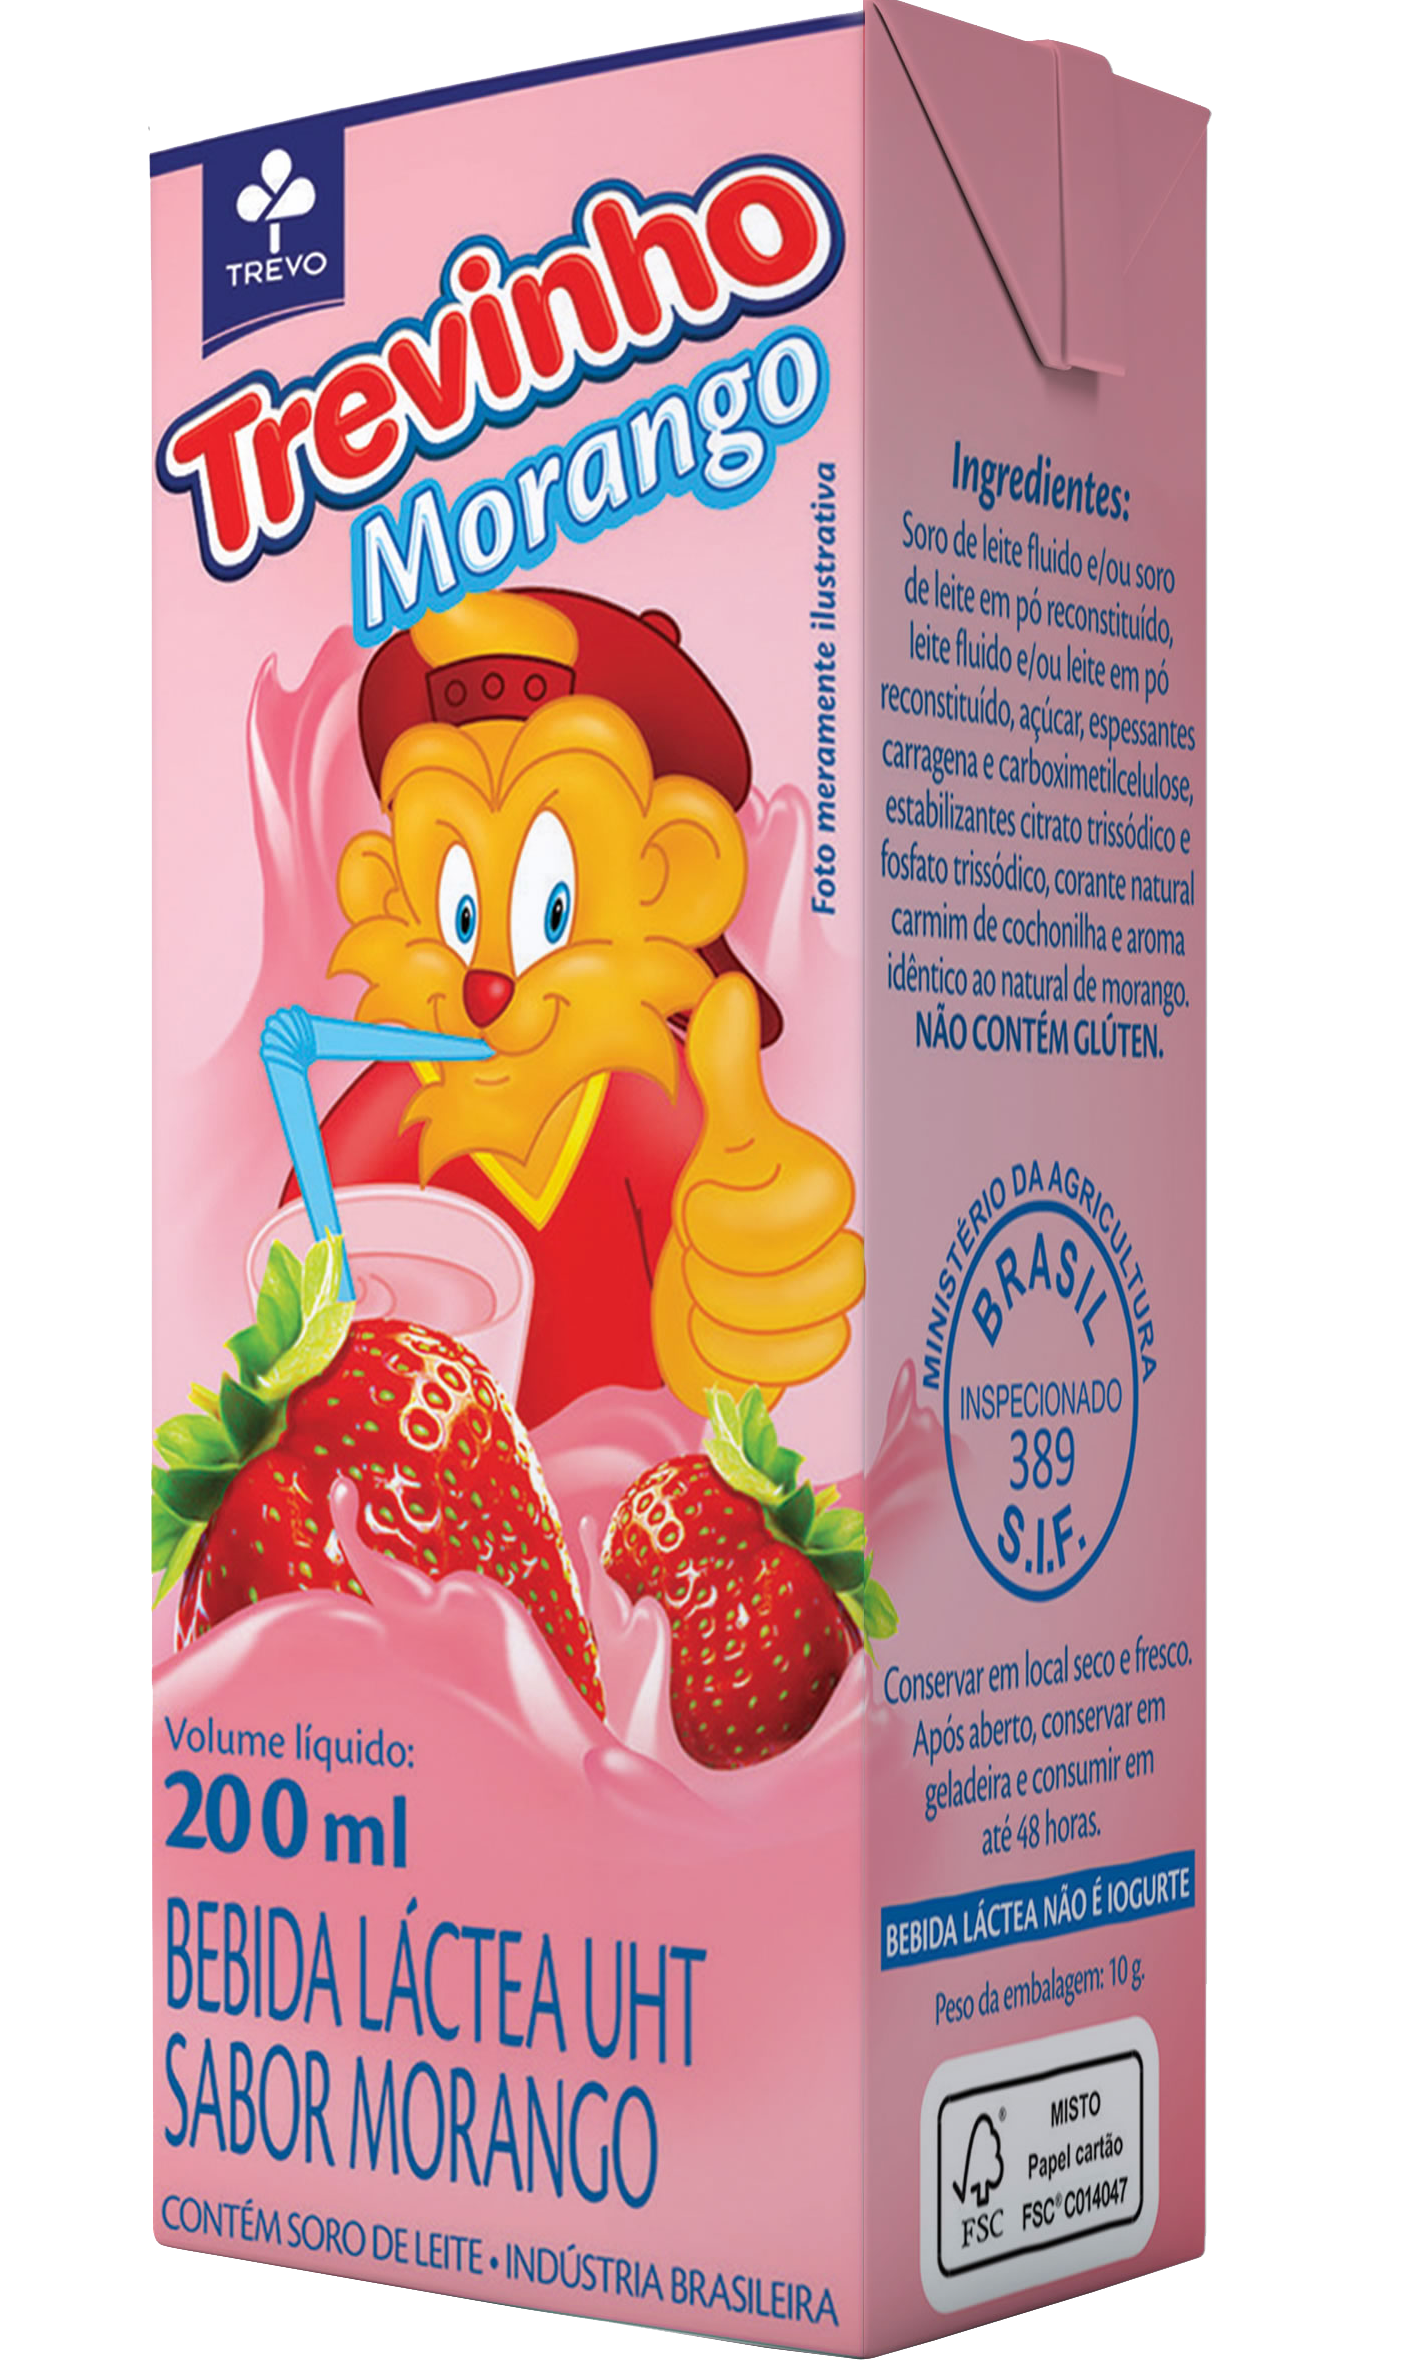 TREVO
Trevinho
Morango
Foto meramente ilustrativa
Volume líquido:
200 ml
BEBIDA LÁCTEA UHT
SABOR MORANGO
CONTÉM SORO DE LEITE • INDÚSTRIA BRASILEIRA
Ingredientes:
Soro de leite fluido e/ou soro
de leite em pó reconstituído,
leite fluido e/ou leite em pó
reconstituído, açúcar, espessantes
carragena e carboximetilcelulose,
estabilizantes citrato trissódico e
fosfato trissódico, corante natural
carmim de cochonilha e aroma
idêntico ao natural de morango.
NÃO CONTÉM GLÚTEN.
MINISTÉRIO DA AGRICULTURA
BRASIL
INSPECIONADO
389
S.I.F.
Conservar em local seco e fresco.
Após aberto, conservar em
geladeira e consumir em
até 48 horas.
BEBIDA LÁCTEA NÃO É IOGURTE
Peso da embalagem: 10 g.
MISTO
Papel cartão
FSC® C014047
®
FSC